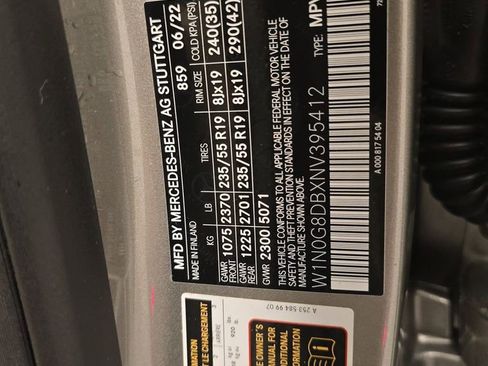 MFD BY MERCEDES-BENZ AG STUTTGART
859 06/22
MADE IN FINLAND
KG LB TIRES RIM SIZE COLD KPA(PSI)
GAWR FRONT 1075 2370 235/55 R19 8Jx19 240(35)
GAWR REAR 1225 2701 235/55 R19 8Jx19 290(42)
GVWR 2300 5071
THIS VEHICLE CONFORMS TO ALL APPLICABLE FEDERAL MOTOR VEHICLE
SAFETY AND THEFT PREVENTION STANDARDS IN EFFECT ON THE DATE OF
MANUFACTURE SHOWN ABOVE.
W1N0G8DBXNV395412 TYPE: MPV
A 000 817 54 04
A 253 584 99 07
ARRIÈRE
920 lb.